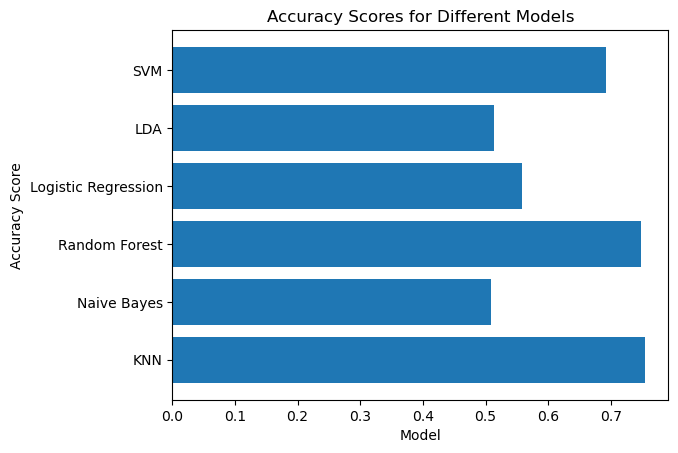 Accuracy Scores for Different Models
SVM
LDA
Logistic Regression
Random Forest
Naive Bayes
KNN
Accuracy Score
0.0 0.1 0.2 0.3 0.4 0.5 0.6 0.7
Model